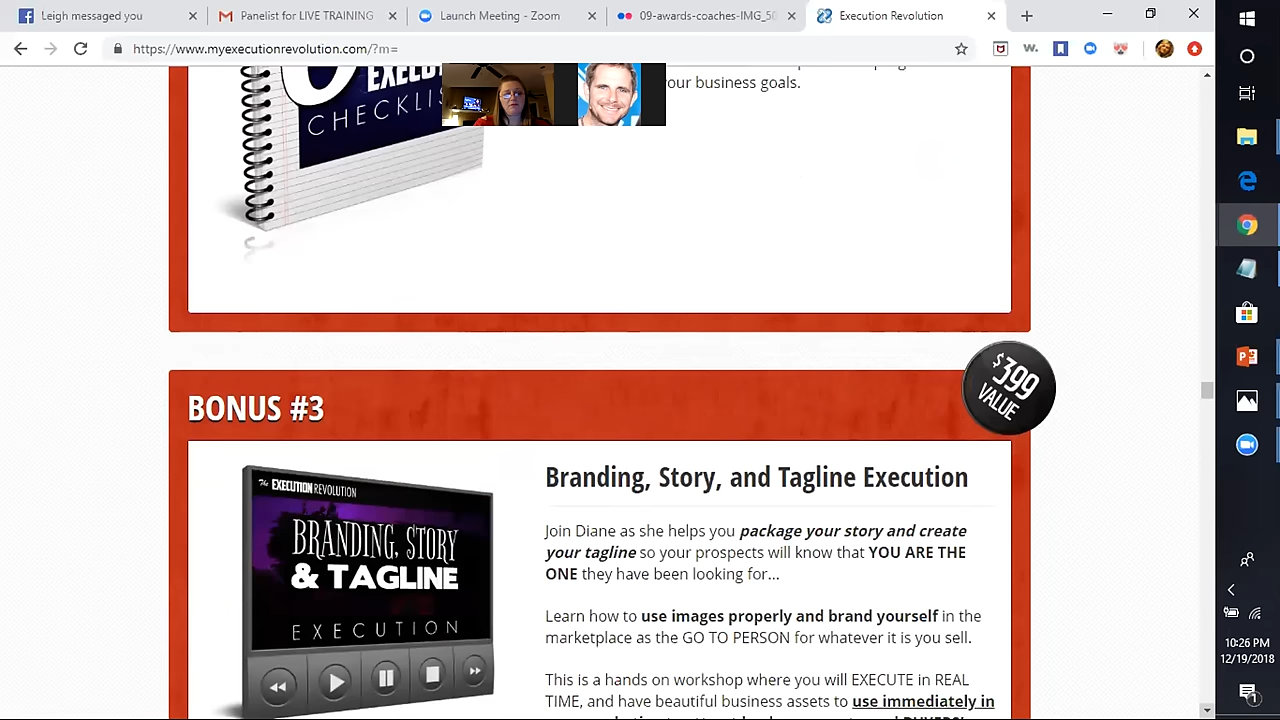 Leigh messaged you
Panelist for LIVE TRAINING
Launch Meeting - Zoom
09-awards-coaches-IMG_50
Execution Revolution
https://www.myexecutionrevolution.com/?m=
w.
CHECKLIS
your business goals.
$399
VALUE
BONUS #3
The EXECUTION REVOLUTION
BRANDING, STORY
& TAGLINE
EXECUTION
Branding, Story, and Tagline Execution
Join Diane as she helps you package your story and create
your tagline so your prospects will know that YOU ARE THE
ONE they have been looking for...
Learn how to use images properly and brand yourself in the
marketplace as the GO TO PERSON for whatever it is you sell.
This is a hands on workshop where you will EXECUTE in REAL
TIME, and have beautiful business assets to use immediately in
10:26 PM
12/19/2018
1